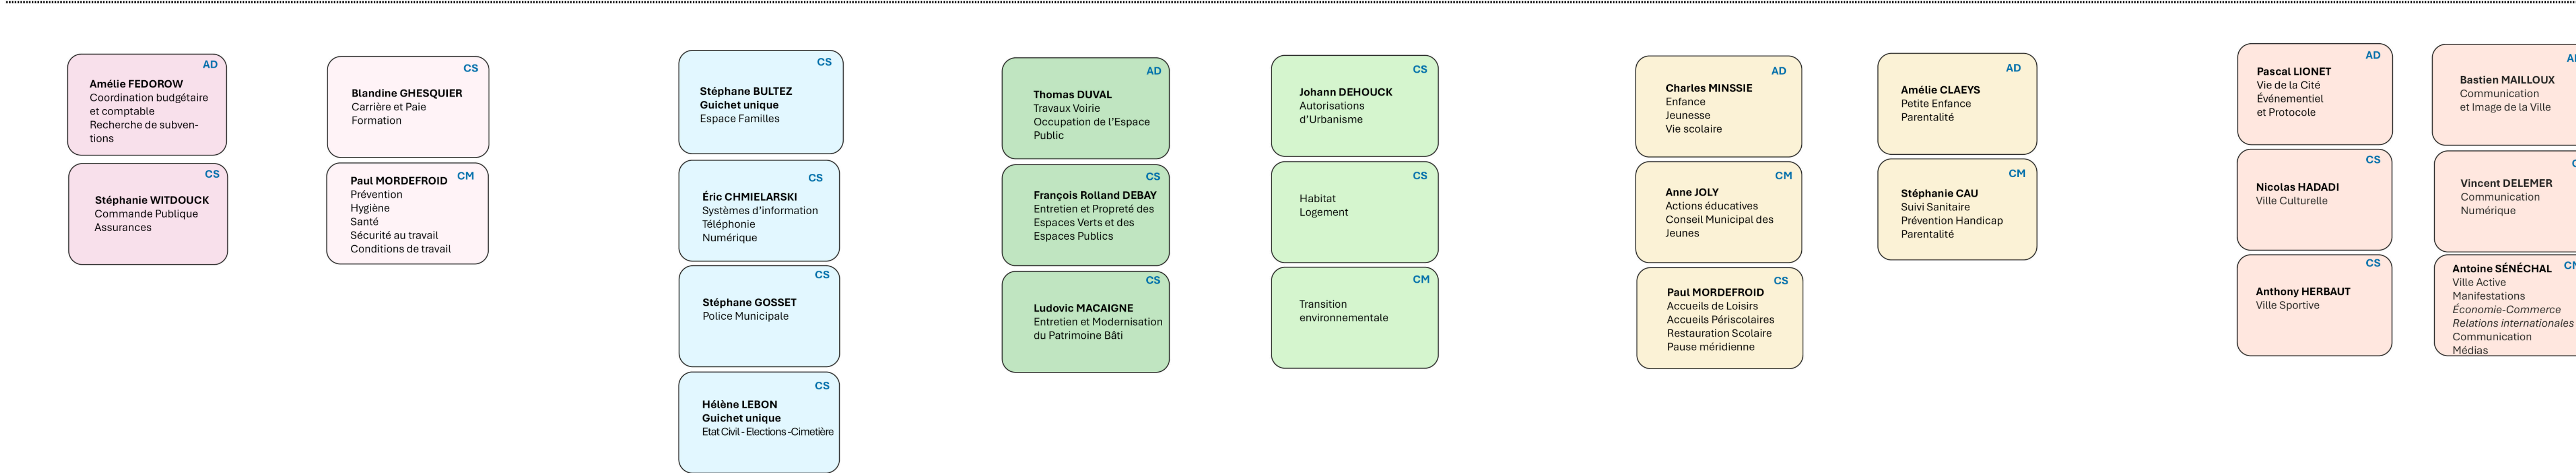 AD
Amélie FEDOROW
Coordination budgétaire
et comptable
Recherche de subven-
tions
CS
Stéphanie WITDOUCK
Commande Publique
Assurances
CS
Blandine GHESQUIER
Carrière et Paie
Formation
CM
Paul MORDEFROID
Prévention
Hygiène
Santé
Sécurité au travail
Conditions de travail
CS
Stéphane BULTEZ
Guichet unique
Espace Familles
CS
Éric CHMIELARSKI
Systèmes d'information
Téléphonie
Numérique
CS
Stéphane GOSSET
Police Municipale
CS
Hélène LEBON
Guichet unique
Etat Civil - Elections -Cimetière
AD
Thomas DUVAL
Travaux Voirie
Occupation de l'Espace
Public
CS
François Rolland DEBAY
Entretien et Propreté des
Espaces Verts et des
Espaces Publics
CS
Ludovic MACAIGNE
Entretien et Modernisation
du Patrimoine Bâti
CS
Johann DEHOUCK
Autorisations
d'Urbanisme
CS
Habitat
Logement
CM
Transition
environnementale
AD
Charles MINSSIE
Enfance
Jeunesse
Vie scolaire
CM
Anne JOLY
Actions éducatives
Conseil Municipal des
Jeunes
CS
Paul MORDEFROID
Accueils de Loisirs
Accueils Périscolaires
Restauration Scolaire
Pause méridienne
AD
Amélie CLAEYS
Petite Enfance
Parentalité
CM
Stéphanie CAU
Suivi Sanitaire
Prévention Handicap
Parentalité
AD
Pascal LIONET
Vie de la Cité
Événementiel
et Protocole
CS
Nicolas HADADI
Ville Culturelle
CS
Anthony HERBAUT
Ville Sportive
Bastien MAILLOUX
Communication
et Image de la Ville
Vincent DELEMER
Communication
Numérique
Antoine SÉNÉCHAL
Ville Active
Manifestations
Économie-Commerce
Relations internationales
Communication
Médias